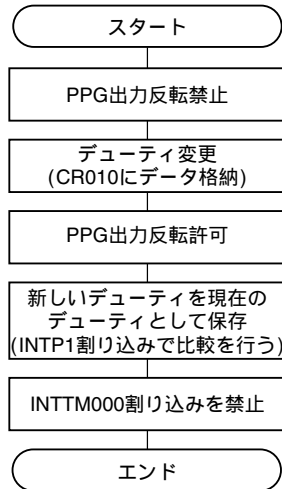 スタート
PPG出力反転禁止
デューティ変更
(CR010にデータ格納)
PPG出力反転許可
新しいデューティを現在の
デューティとして保存
(INTP1割り込みで比較を行う)
INTTM000割り込みを禁止
エンド